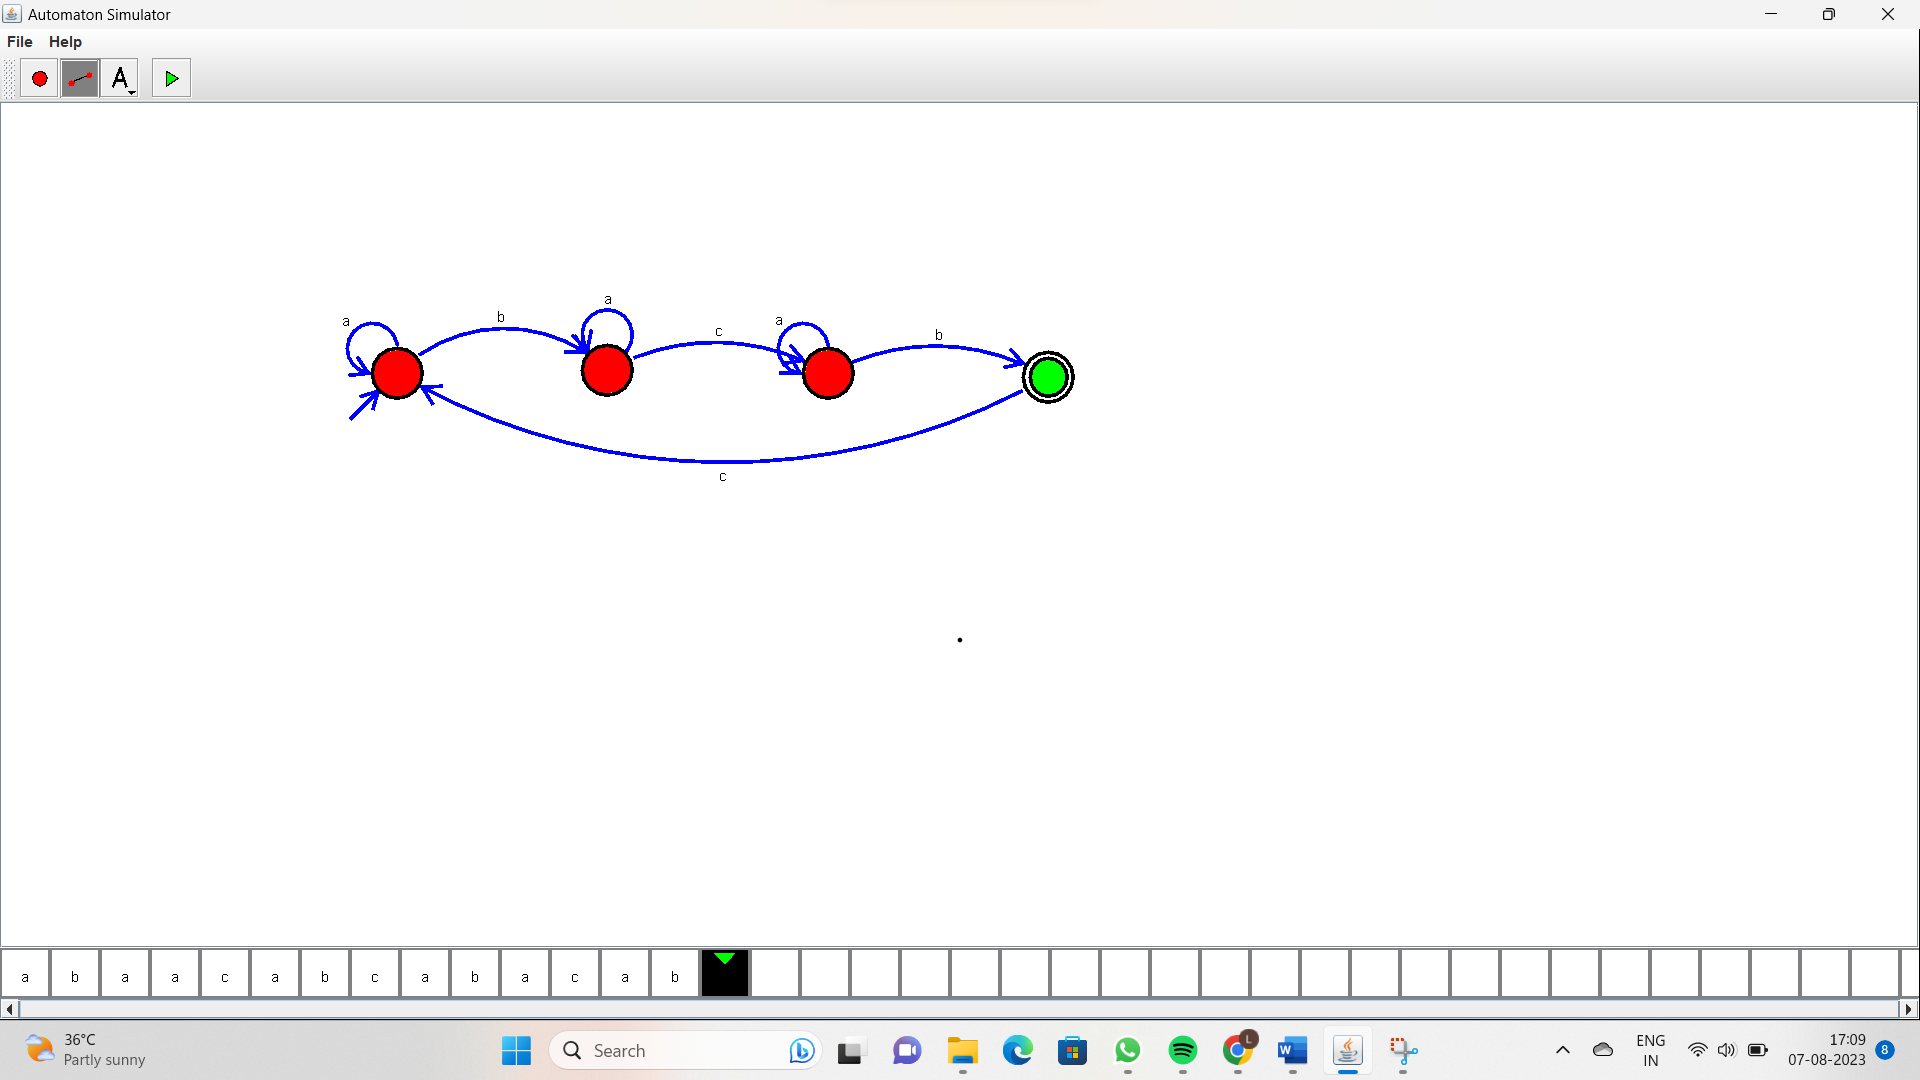 Automaton Simulator
File Help
A
a
b
a
c
a
b
c
a b a a c a b c a b a c a b
36°C
Partly sunny
Search
L
W
ENG
IN
17:09
07-08-2023
8